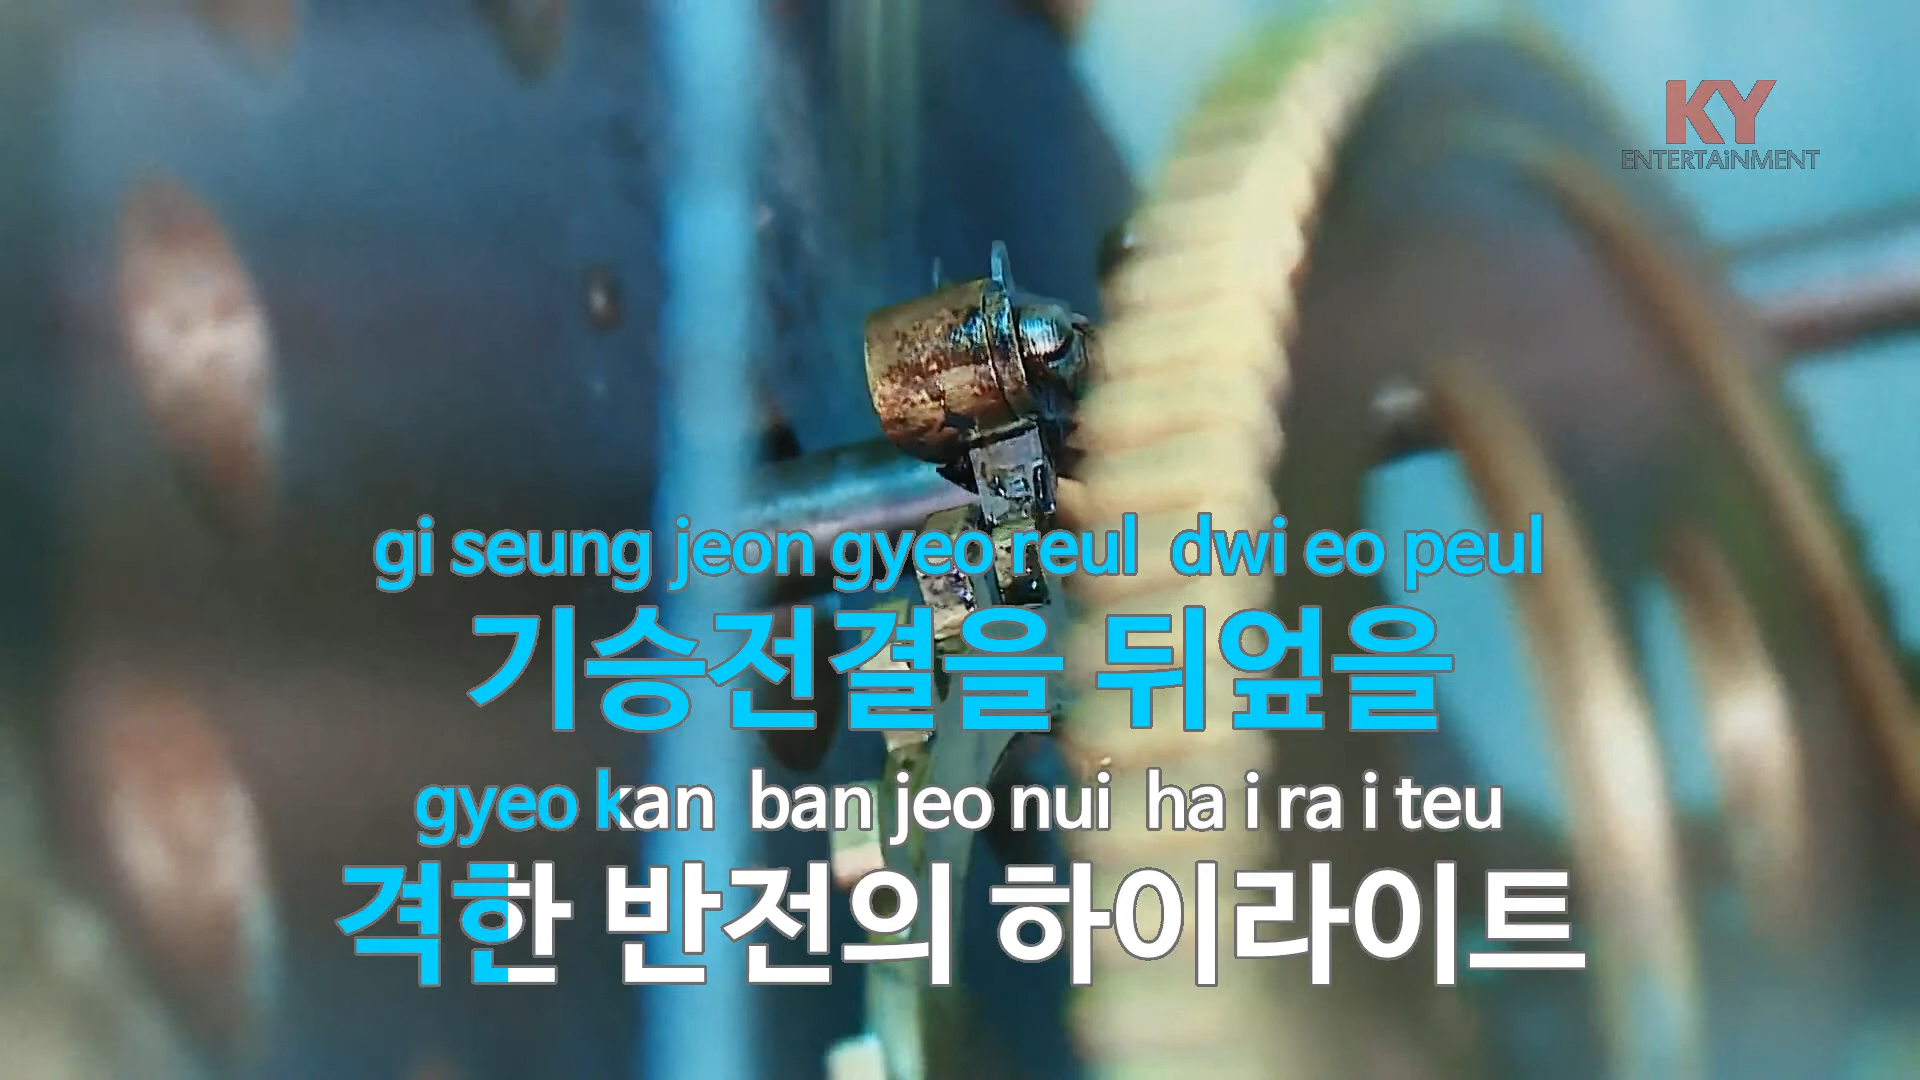 KY
ENTERTAiNMENT
gi seung jeon gyeo reul dwi eo peul
기승전결을 뒤엎을
gyeo kan ban jeo nui ha i ra i teu
격한 반전의 하이라이트